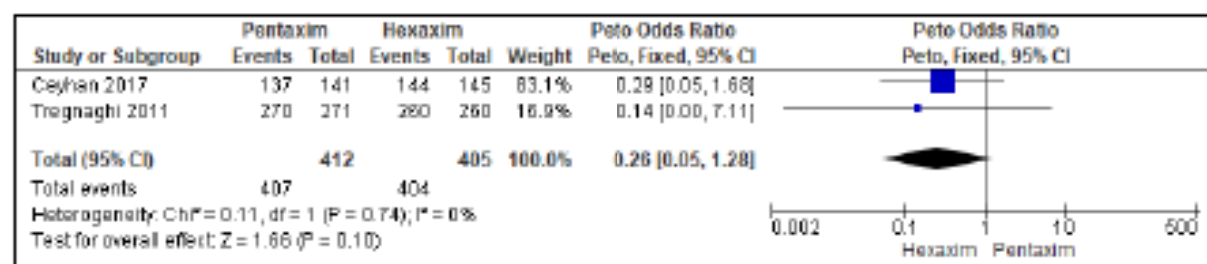 Pentaxim Hexaxim Peto Odds Ratio Peto Odds Ratio
Study or Subgroup Events Total Events Total Weight Peto, Fixed, 95% CI Peto, Fixed, 95% CI
Ceyhan 2017 137 141 144 145 83.1% 0.29 [0.05, 1.68]
Tregnaghi 2011 270 271 260 260 16.9% 0.14 [0.00, 7.11]
Total (95% CI) 412 405 100.0% 0.26 [0.05, 1.28]
Total events 407 404
Heterogeneity: Chi² = 0.11, df = 1 (P = 0.74); I² = 0%
Test for overall effect: Z = 1.66 (P = 0.10)
0.002 0.1 1 10 500
Hexaxim Pentaxim